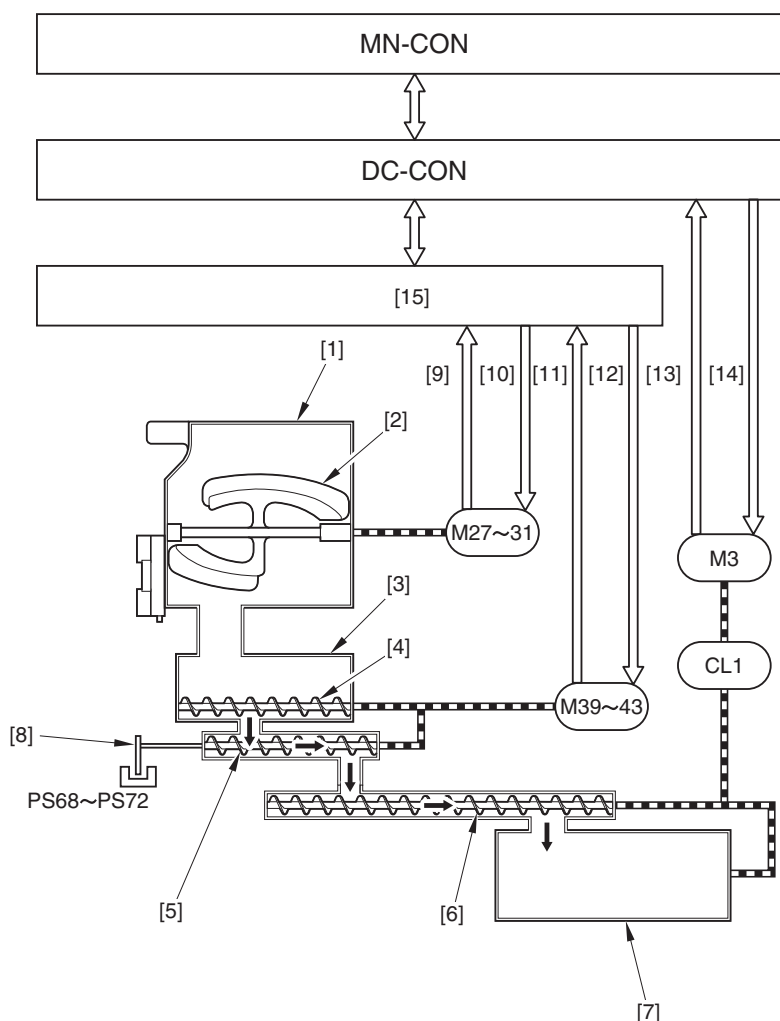 MN-CON
DC-CON
[15]
[1]
[9]
[10]
[11]
[12]
[13]
[14]
[2]
M27～31
M3
[3]
[4]
CL1
M39～43
[8]
PS68～PS72
[5]
[6]
[7]